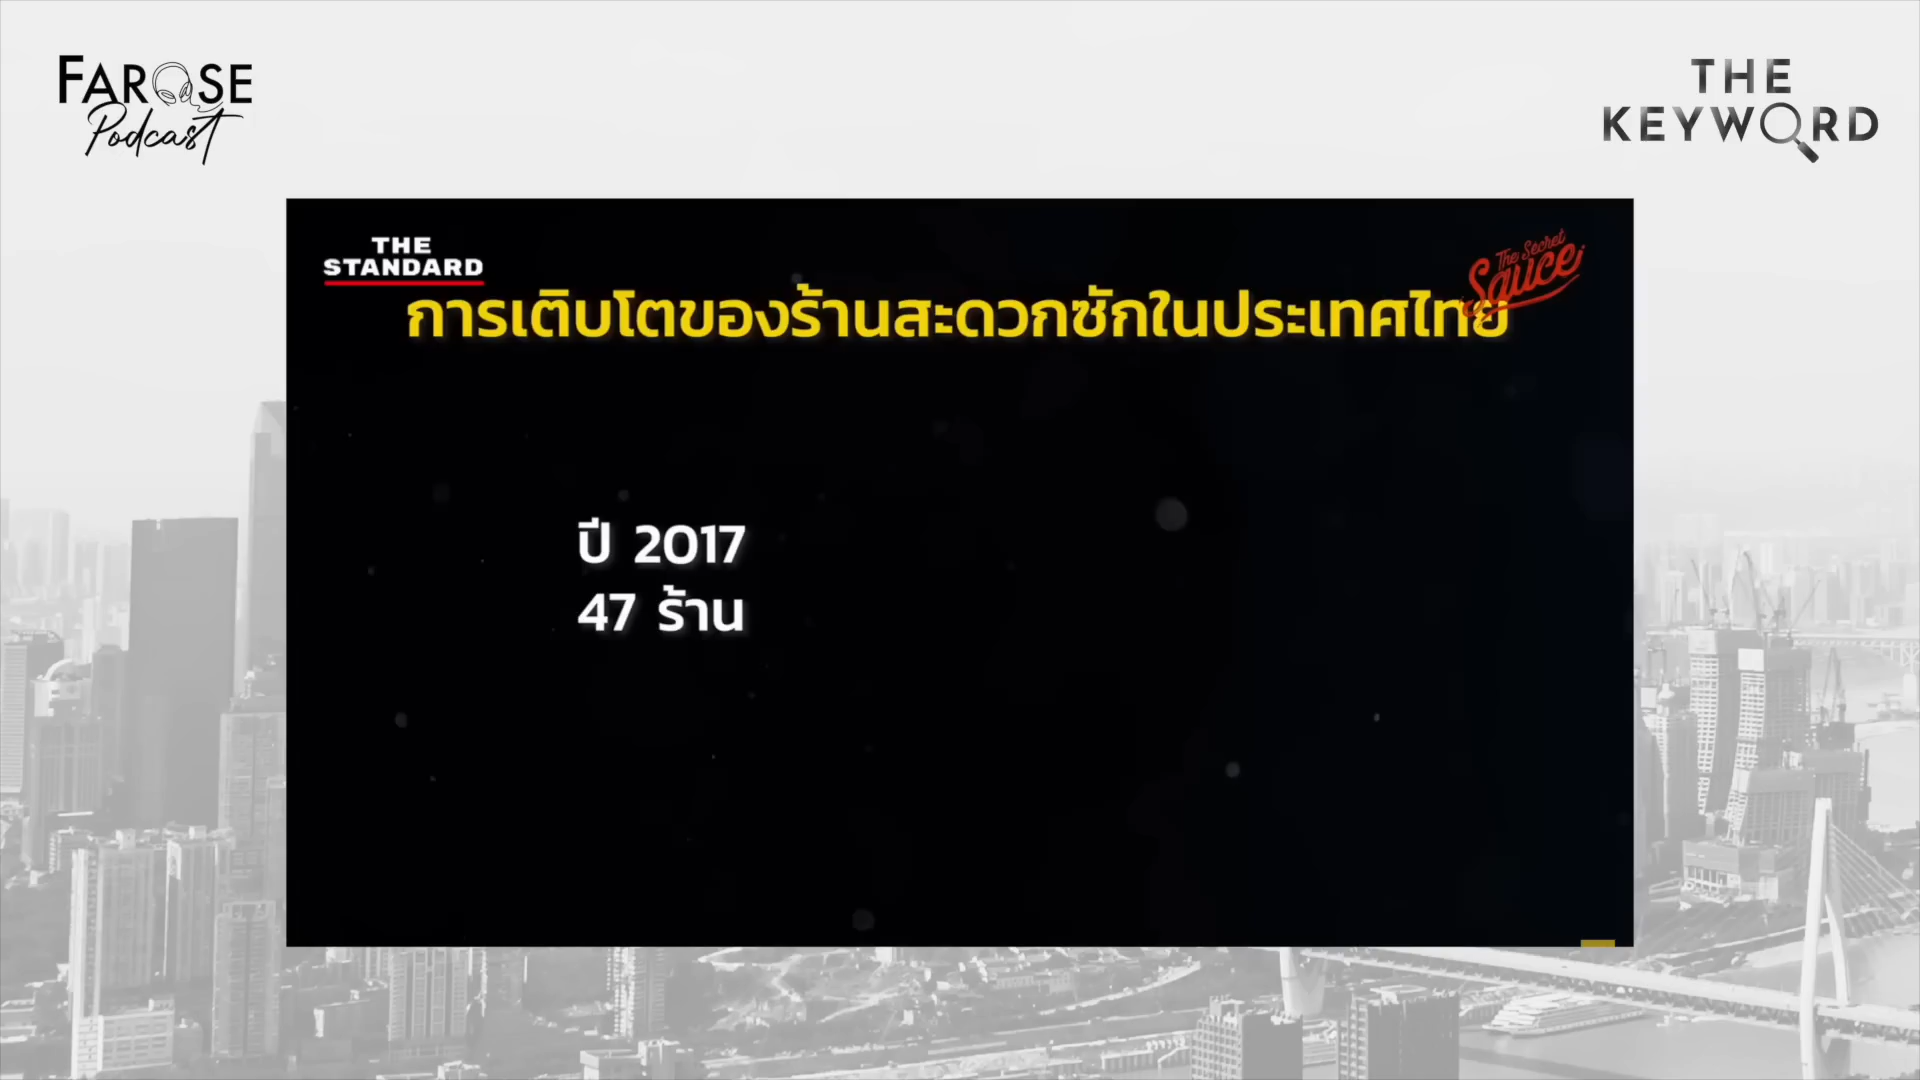 FAROSE
Podcast
THE
KEYWORD
THE
STANDARD
The Secret
Sauce
การเติบโตของร้านสะดวกซักในประเทศไทย
ปี 2017
47 ร้าน